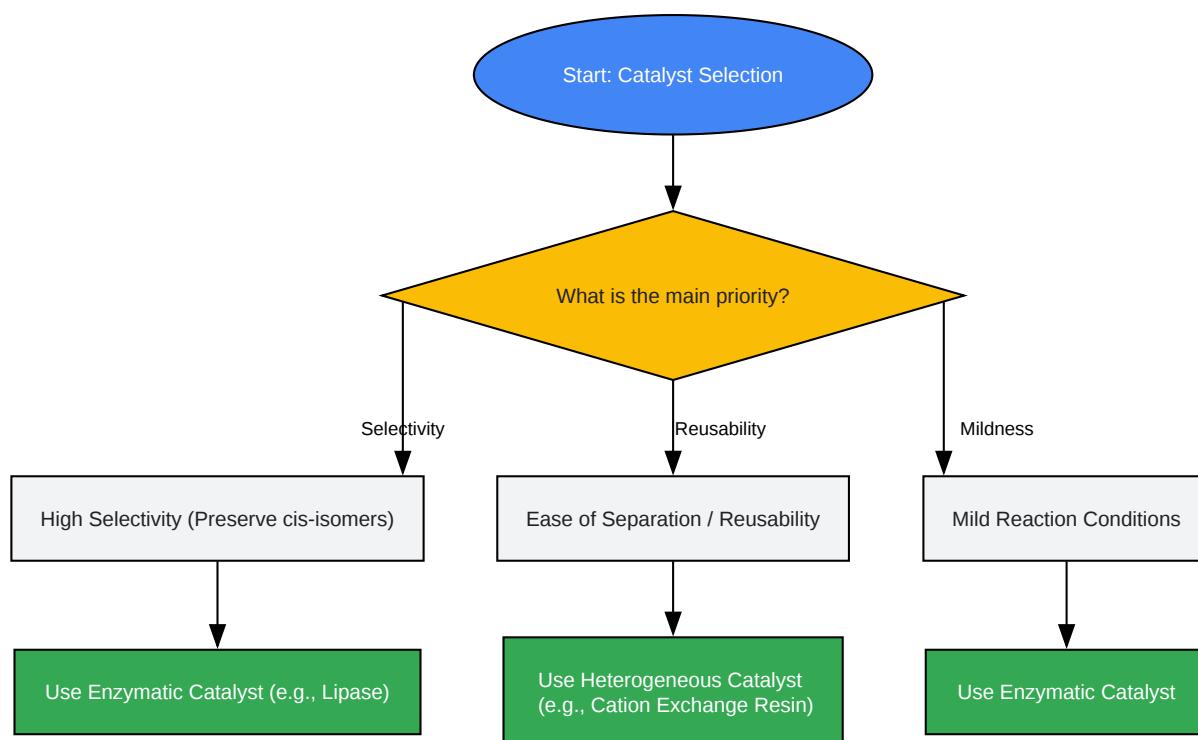 Start: Catalyst Selection
What is the main priority?
Selectivity
Reusability
Mildness
High Selectivity (Preserve cis-isomers)
Ease of Separation / Reusability
Mild Reaction Conditions
Use Enzymatic Catalyst (e.g., Lipase)
Use Heterogeneous Catalyst
(e.g., Cation Exchange Resin)
Use Enzymatic Catalyst